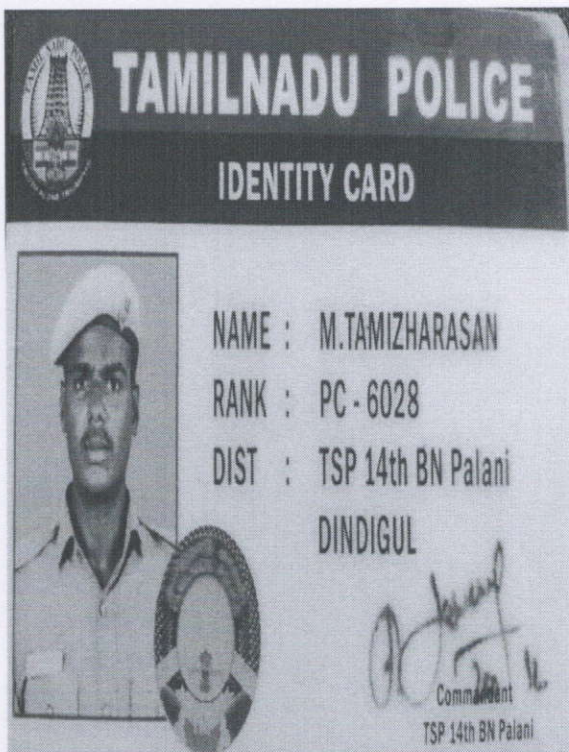 TAMILNADU POLICE
IDENTITY CARD
NAME : M.TAMIZHARASAN
RANK : PC - 6028
DIST : TSP 14th BN Palani
DINDIGUL
Commandent
TSP 14th BN Palani